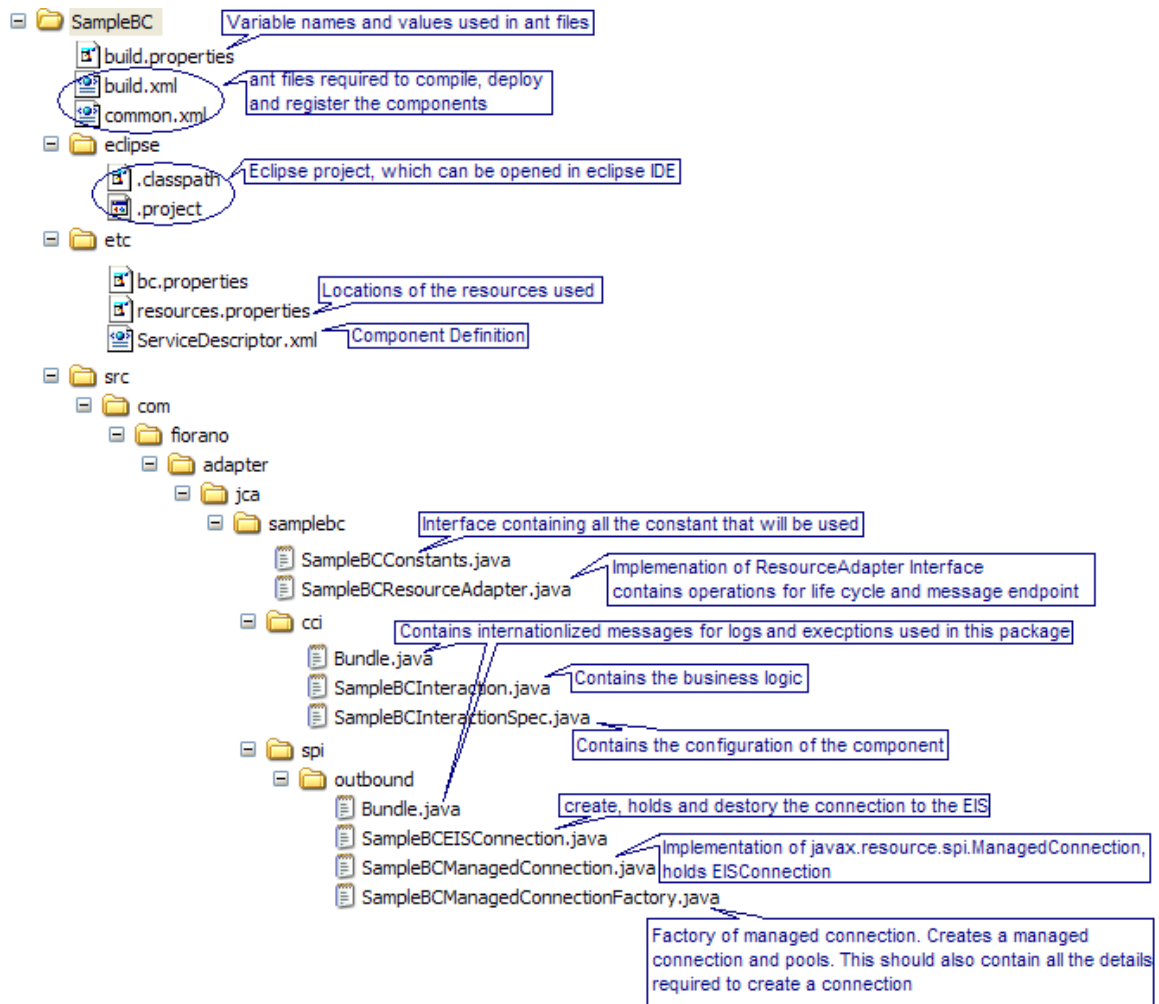 SampleBC
Variable names and values used in ant files
build.properties
build.xml
ant files required to compile, deploy
and register the components
common.xml
eclipse
.classpath
Eclipse project, which can be opened in eclipse IDE
.project
etc
bc.properties
Locations of the resources used
resources.properties
ServiceDescriptor.xml
Component Definition
src
com
fiorano
adapter
jca
samplebc
Interface containing all the constant that will be used
SampleBCConstants.java
SampleBCResourceAdapter.java
Implemenation of ResourceAdapter Interface
contains operations for life cycle and message endpoint
cci
Contains internationlized messages for logs and execptions used in this package
Bundle.java
SampleBCInteraction.java
Contains the business logic
SampleBCInteractionSpec.java
Contains the configuration of the component
spi
outbound
Bundle.java
create, holds and destory the connection to the EIS
SampleBCEISConnection.java
SampleBCManagedConnection.java
Implementation of javax.resource.spi.ManagedConnection,
holds EISConnection
SampleBCManagedConnectionFactory.java
Factory of managed connection. Creates a managed
connection and pools. This should also contain all the details
required to create a connection